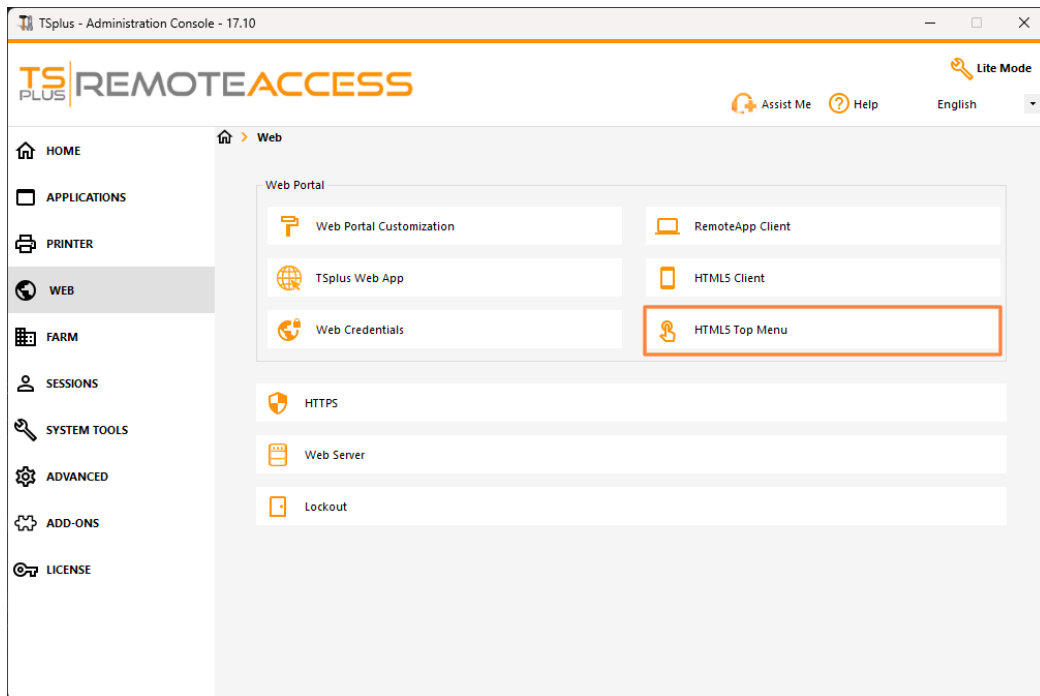 TSplus - Administration Console - 17.10
TS PLUS REMOTEACCESS
Lite Mode
Assist Me
Help
English
HOME
APPLICATIONS
PRINTER
WEB
FARM
SESSIONS
SYSTEM TOOLS
ADVANCED
ADD-ONS
LICENSE
Web
Web Portal
Web Portal Customization
RemoteApp Client
TSplus Web App
HTML5 Client
Web Credentials
HTML5 Top Menu
HTTPS
Web Server
Lockout